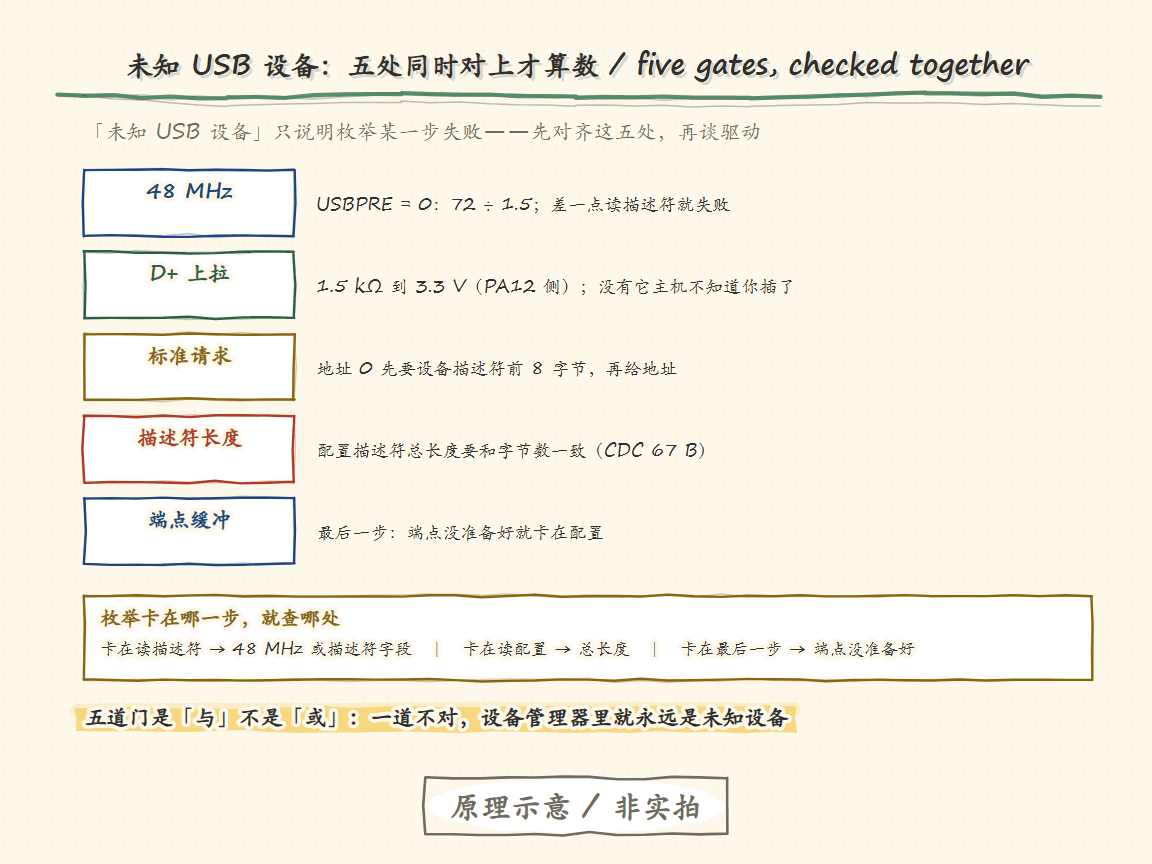 未知 USB 设备：五处同时对上才算数 / five gates, checked together
「未知 USB 设备」只说明枚举某一步失败——先对齐这五处，再谈驱动
48 MHz
USBPRE = 0：72 ÷ 1.5；差一点读描述符就失败
D+ 上拉
1.5 kΩ 到 3.3 V（PA12 侧）；没有它主机不知道你插了
标准请求
地址 0 先要设备描述符前 8 字节，再给地址
描述符长度
配置描述符总长度要和字节数一致（CDC 67 B）
端点缓冲
最后一步：端点没准备好就卡在配置
枚举卡在哪一步，就查哪处
卡在读描述符 → 48 MHz 或描述符字段 | 卡在读配置 → 总长度 | 卡在最后一步 → 端点没准备好
五道门是「与」不是「或」：一道不对，设备管理器里就永远是未知设备
原理示意 / 非实拍